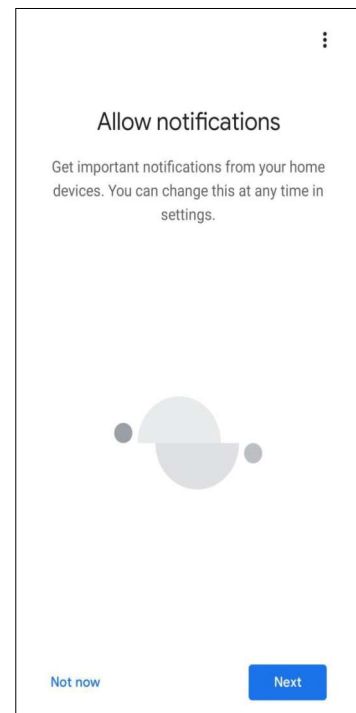 Allow notifications
Get important notifications from your home
devices. You can change this at any time in
settings.
Not now
Next